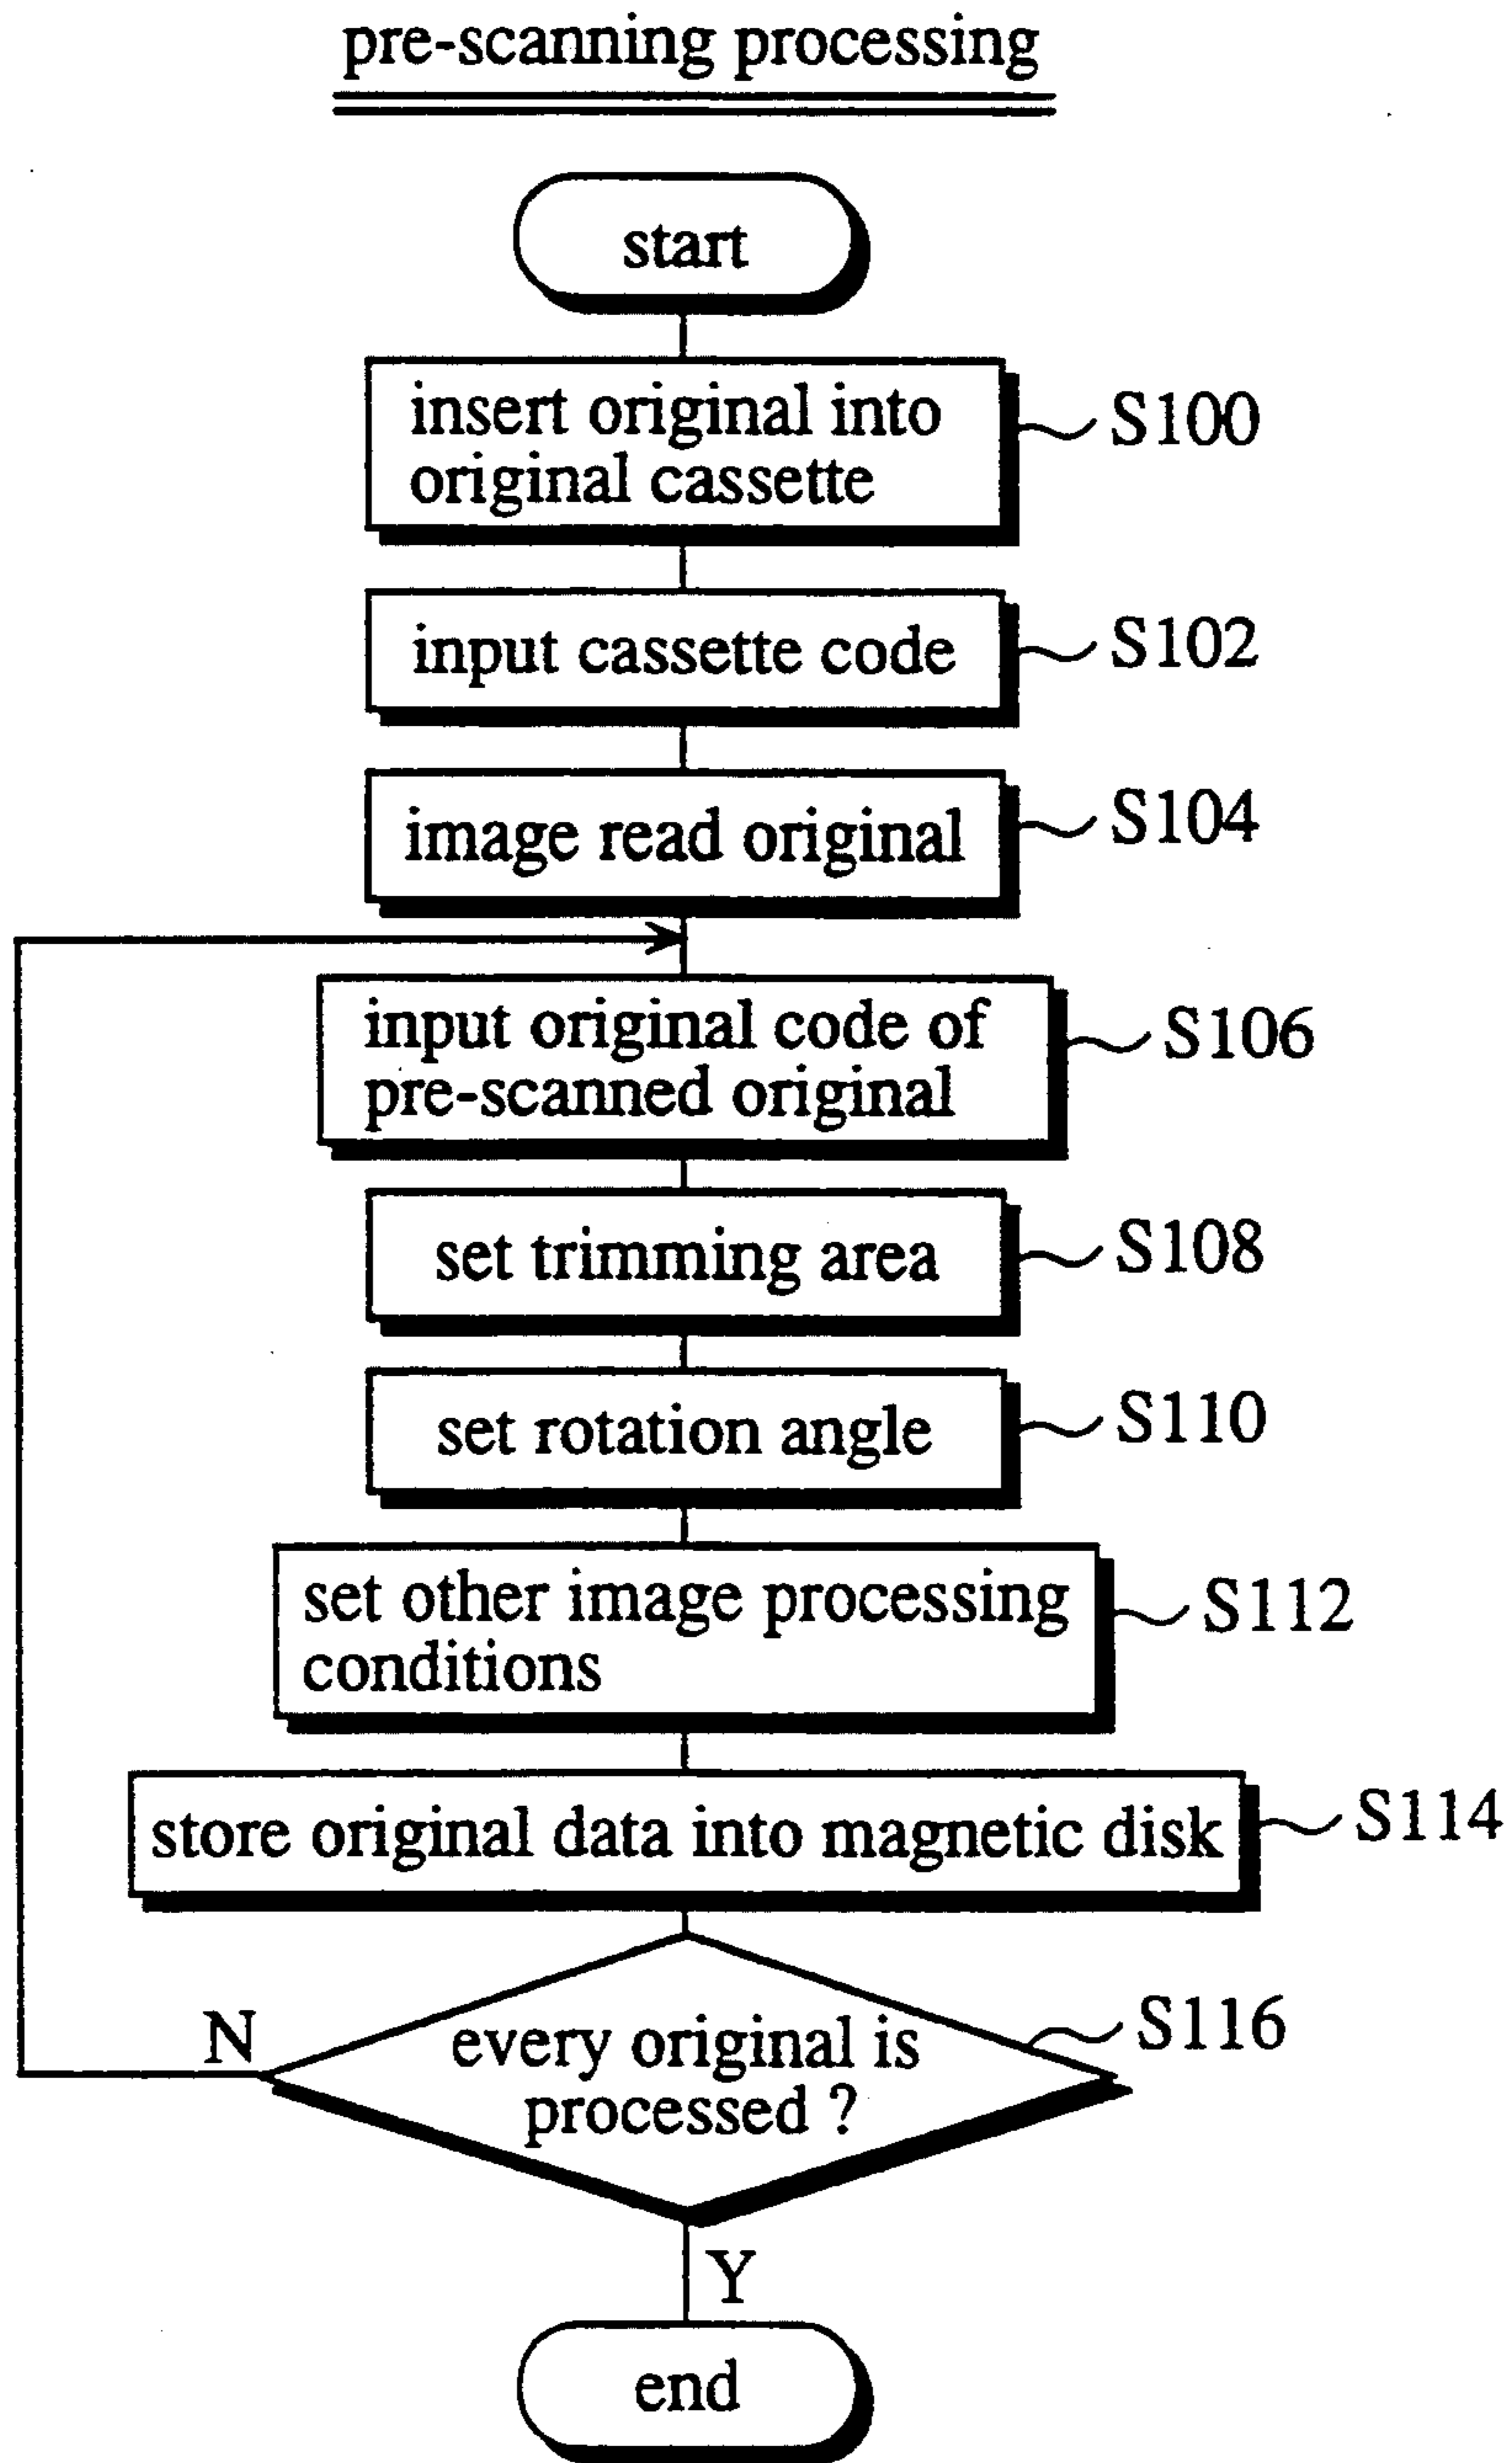 pre-scanning processing
start
insert original into
original cassette
S100
input cassette code
S102
image read original
S104
input original code of
pre-scanned original
S106
set trimming area
S108
set rotation angle
S110
set other image processing
conditions
S112
store original data into magnetic disk
S114
every original is
processed ?
S116
N
Y
end